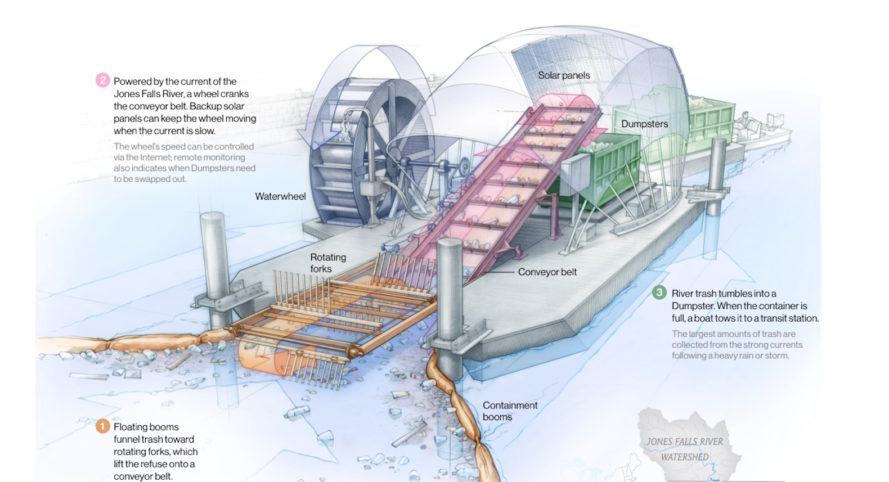 Solar panels
2 Powered by the current of the
Jones Falls River, a wheel cranks
the conveyor belt. Backup solar
panels can keep the wheel moving
when the current is slow.
The wheel's speed can be controlled
via the Internet; remote monitoring
also indicates when Dumpsters need
to be swapped out.
Dumpsters
Waterwheel
Rotating
forks
Conveyor belt
3 River trash tumbles into a
Dumpster. When the container is
full, a boat tows it to a transit station.
The largest amounts of trash are
collected from the strong currents
following a heavy rain or storm.
Containment
booms
1 Floating booms
funnel trash toward
rotating forks, which
lift the refuse onto a
conveyor belt.
JONES FALLS RIVER
WATERSHED